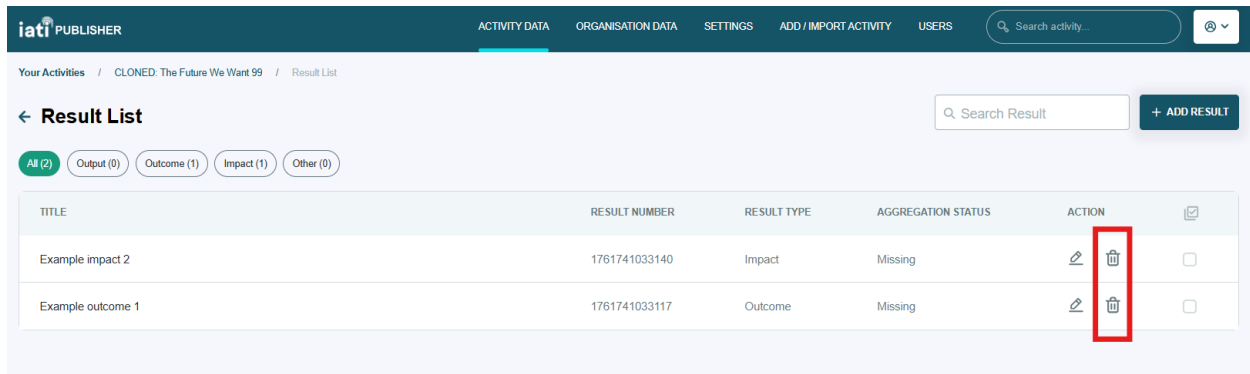 iati PUBLISHER ACTIVITY DATA ORGANISATION DATA SETTINGS ADD / IMPORT ACTIVITY USERS Search activity...
Your Activities / CLONED: The Future We Want 99 / Result List
Result List Search Result + ADD RESULT
All (2) Output (0) Outcome (1) Impact (1) Other (0)
TITLE RESULT NUMBER RESULT TYPE AGGREGATION STATUS ACTION
Example impact 2 1761741033140 Impact Missing
Example outcome 1 1761741033117 Outcome Missing